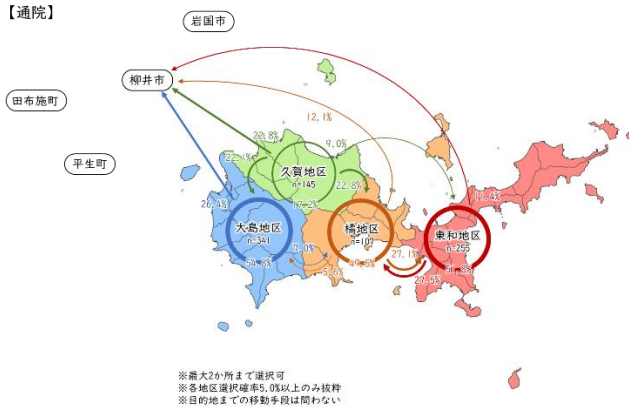 【通院】
岩国市
柳井市
田布施町
平生町
12.1%
22.8%
9.0%
22.1%
久賀地区
n=145
22.8%
11.4%
26.4%
17.2%
大島地区
n=341
橘地区
n=107
東和地区
n=255
7.0%
27.1%
54.8%
5.6%
49.5%
27.5%
※最大2か所まで選択可
※各地区選択確率5.0%以上のみ抜粋
※目的地までの移動手段は問わない